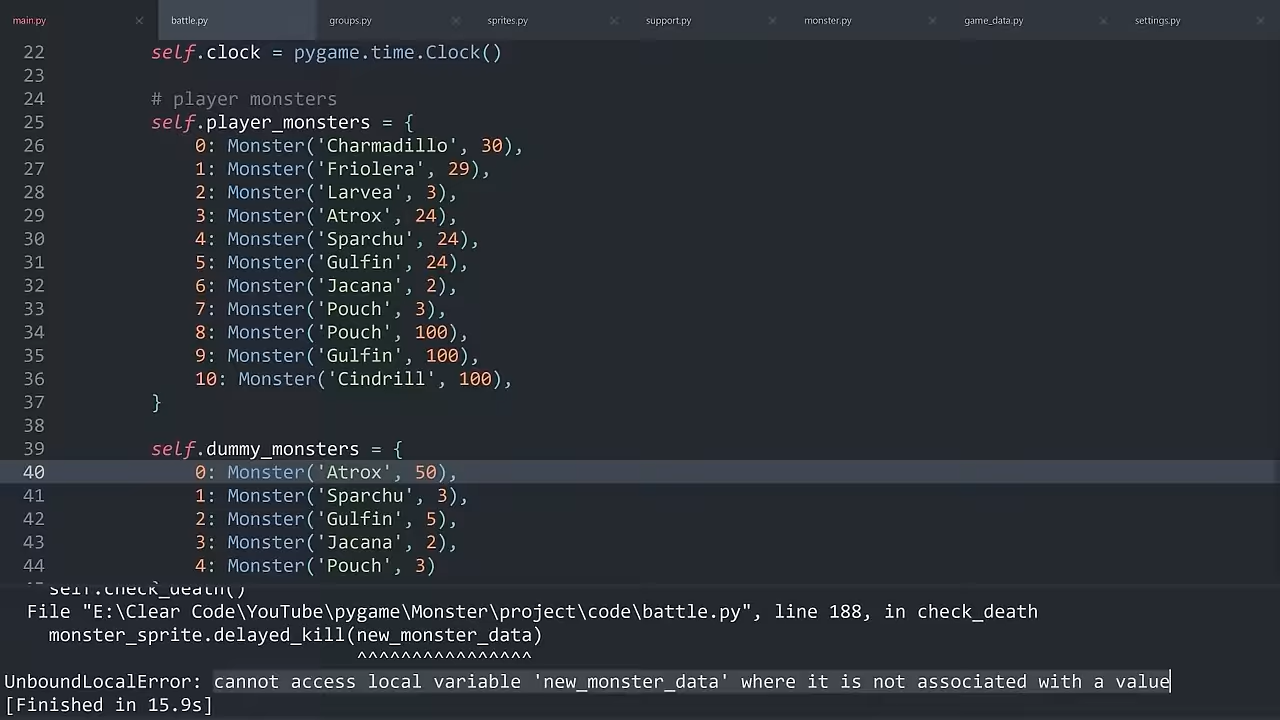 main.py × battle.py groups.py × sprites.py × support.py × monster.py × game_data.py × settings.py ×
22 self.clock = pygame.time.Clock()
23
24 # player monsters
25 self.player_monsters = {
26 0: Monster('Charmadillo', 30),
27 1: Monster('Friolera', 29),
28 2: Monster('Larvea', 3),
29 3: Monster('Atrox', 24),
30 4: Monster('Sparchu', 24),
31 5: Monster('Gulfin', 24),
32 6: Monster('Jacana', 2),
33 7: Monster('Pouch', 3),
34 8: Monster('Pouch', 100),
35 9: Monster('Gulfin', 100),
36 10: Monster('Cindrill', 100),
37 }
38
39 self.dummy_monsters = {
40 0: Monster('Atrox', 50),
41 1: Monster('Sparchu', 3),
42 2: Monster('Gulfin', 5),
43 3: Monster('Jacana', 2),
44 4: Monster('Pouch', 3)
self.check_death()
File "E:\Clear Code\YouTube\pygame\Monster\project\code\battle.py", line 188, in check_death
monster_sprite.delayed_kill(new_monster_data)
^^^^^^^^^^^^^^^^
UnboundLocalError: cannot access local variable 'new_monster_data' where it is not associated with a value
[Finished in 15.9s]